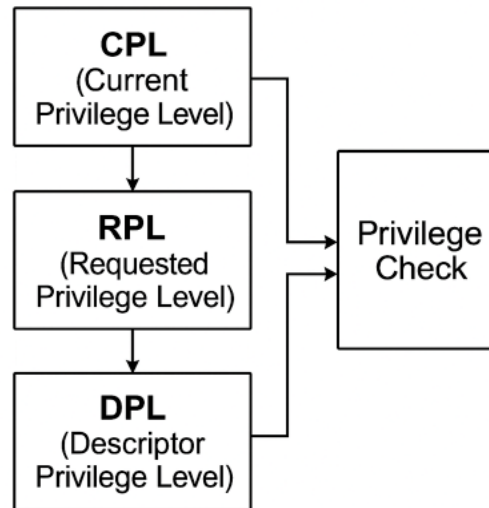 CPL
(Current
Privilege Level)
RPL
(Requested
Privilege Level)
DPL
(Descriptor
Privilege Level)
Privilege
Check